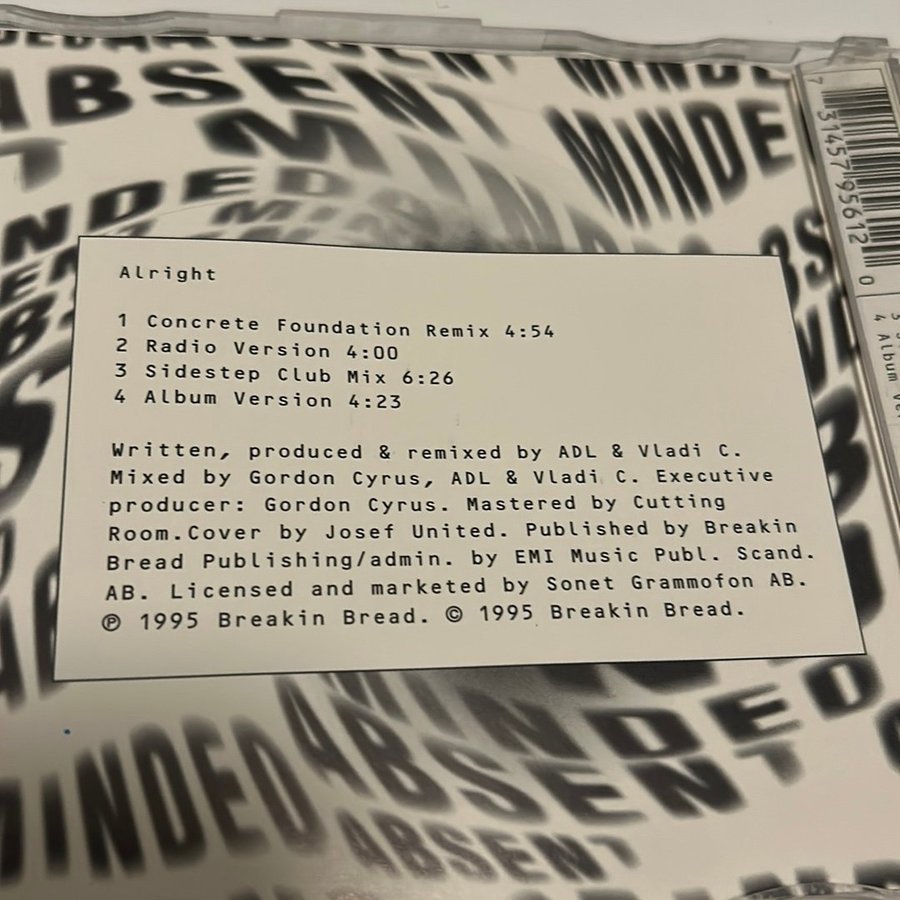 ABSENT
MINDED
MINDED
Alright
1 Concrete Foundation Remix 4:54
2 Radio Version 4:00
3 Sidestep Club Mix 6:26
4 Album Version 4:23
Written, produced & remixed by ADL & Vladi C.
Mixed by Gordon Cyrus, ADL & Vladi C. Executive
producer: Gordon Cyrus. Mastered by Cutting
Room.Cover by Josef United. Published by Breakin
Bread Publishing/admin. by EMI Music Publ. Scand.
AB. Licensed and marketed by Sonet Grammofon AB.
℗ 1995 Breakin Bread. © 1995 Breakin Bread.
MINDED
ABSENT
MINDED
ABSENT
7 31457 95612 0
4 Album